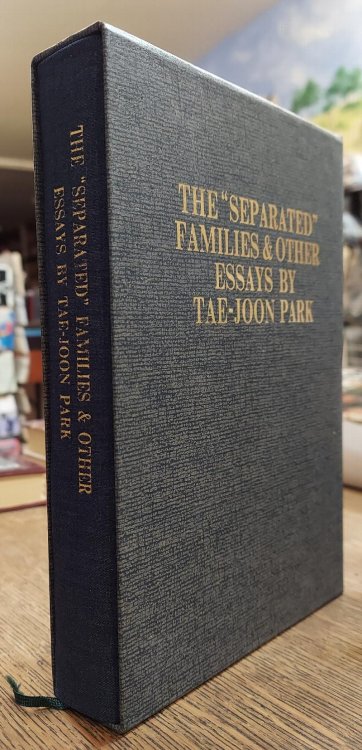 THE "SEPARATED" FAMILIES & OTHER
ESSAYS BY TAE-JOON PARK
THE "SEPARATED"
FAMILIES & OTHER
ESSAYS BY
TAE-JOON PARK